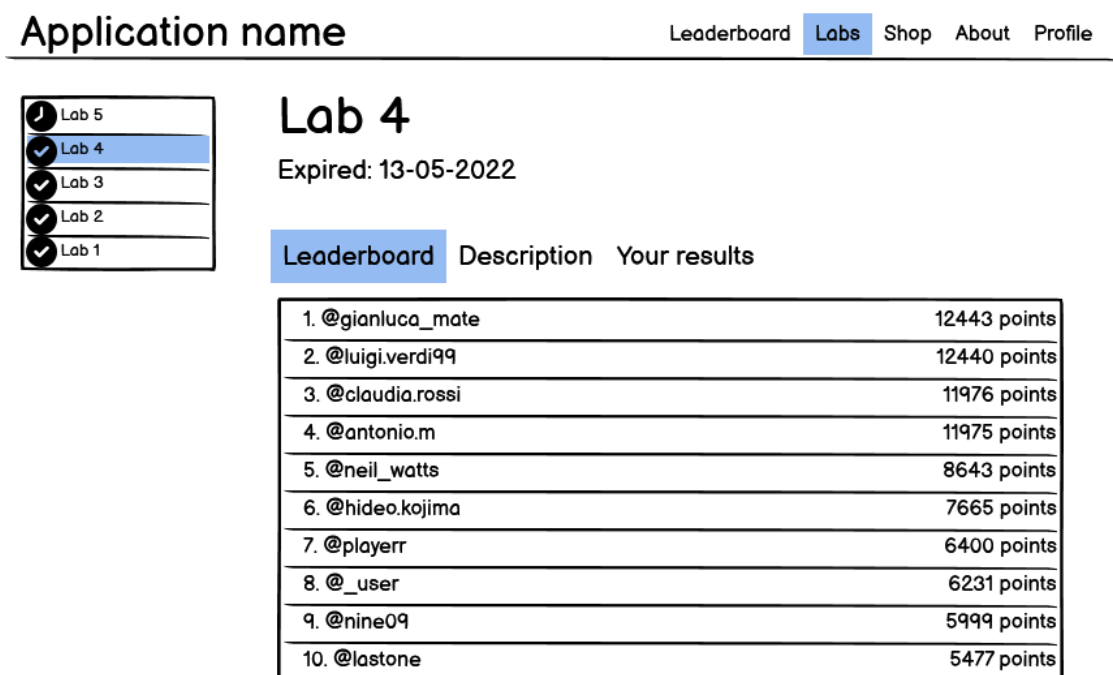 Application name
Leaderboard Labs Shop About Profile
Lab 5
Lab 4
Lab 3
Lab 2
Lab 1
Lab 4
Expired: 13-05-2022
Leaderboard Description Your results
1. @gianluca_mate 12443 points
2. @luigi.verdi99 12440 points
3. @claudia.rossi 11976 points
4. @antonio.m 11975 points
5. @neil_watts 8643 points
6. @hideo.kojima 7665 points
7. @playerr 6400 points
8. @_user 6231 points
9. @nine09 5999 points
10. @lastone 5477 points